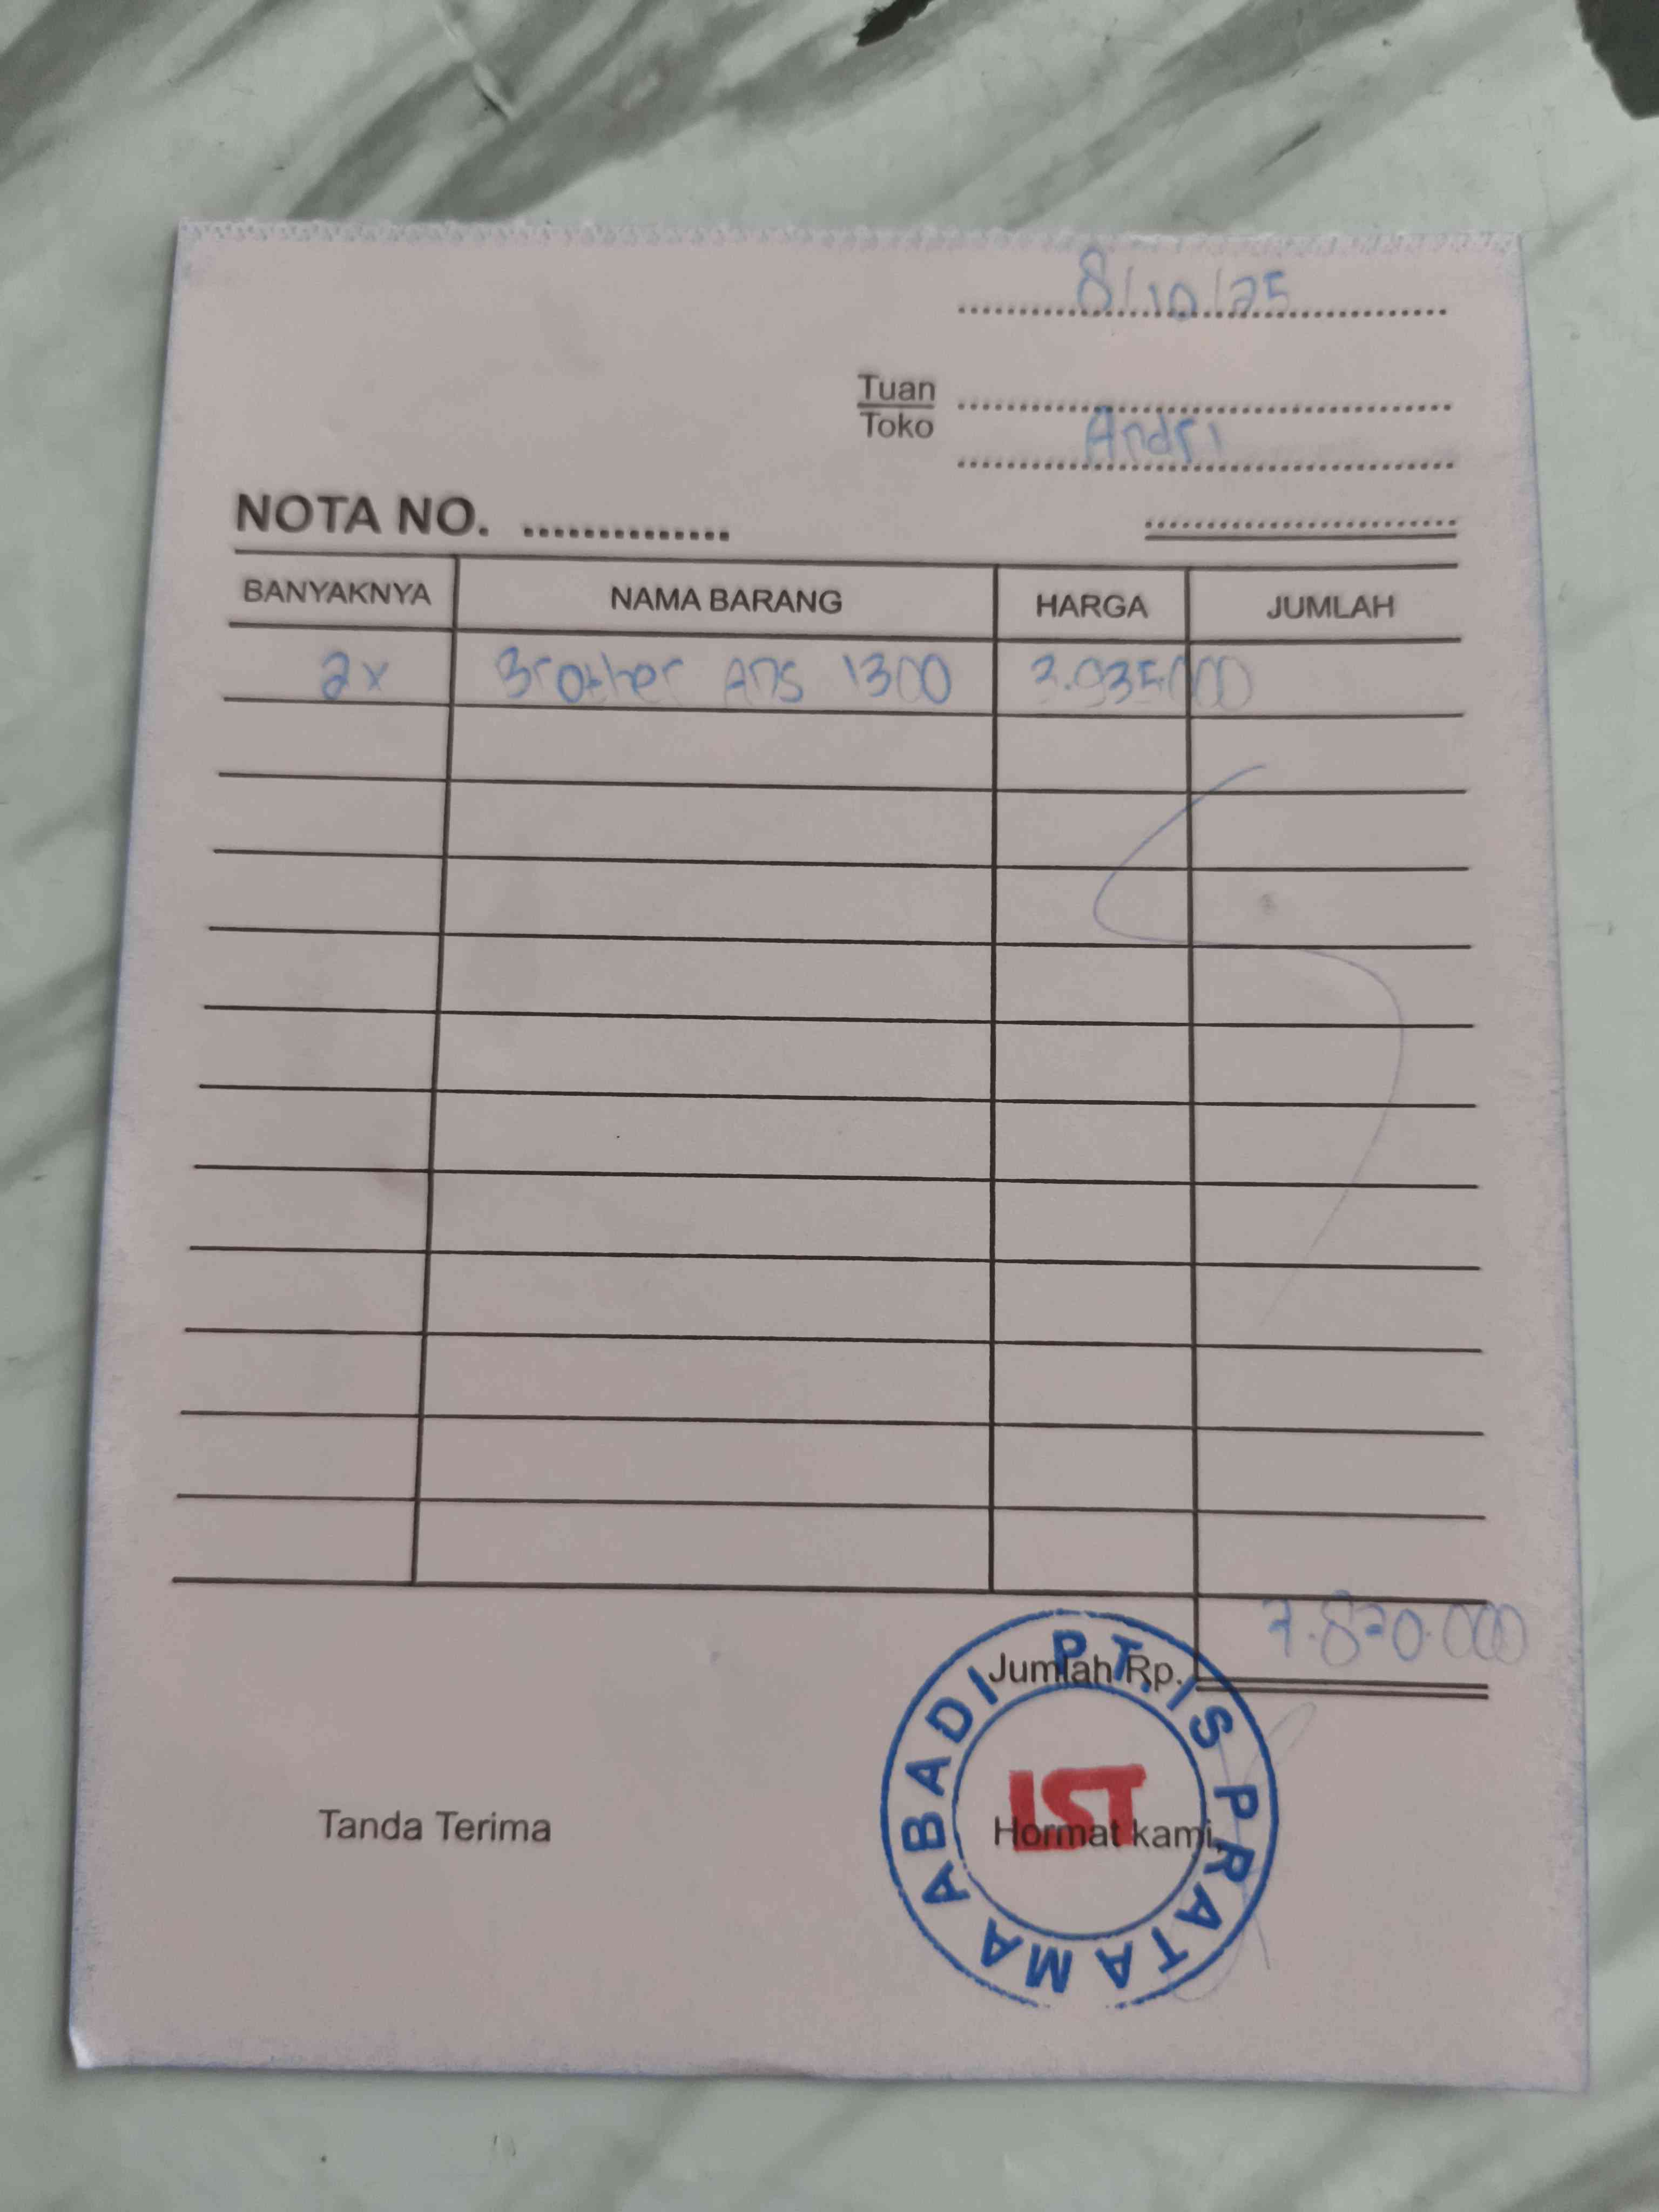 8/10/25
Tuan
Toko
Andri
NOTA NO. ..............
BANYAKNYA NAMA BARANG HARGA JUMLAH
2x Brother Ads 1300 3.935.000
7.870.000
Jumlah Rp.
Tanda Terima Hormat kami,
P.T. IS PRATAMA ABADI
IST